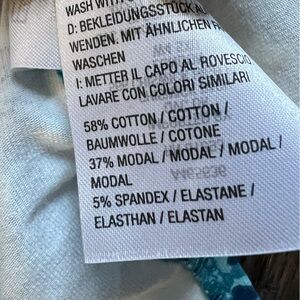 WASH WITH
D: BEKLEIDUNGSSTÜCK AU
WENDEN, MIT ÄHNLICHEN
WASCHEN
I: METTER IL CAPO AL ROVESCIO
LAVARE CON COLORI SIMILARI
58% COTTON / COTTON /
BAUMWOLLE / COTONE
37% MODAL / MODAL / MODAL /
MODAL
5% SPANDEX / ELASTANE /
ELASTHAN / ELASTAN